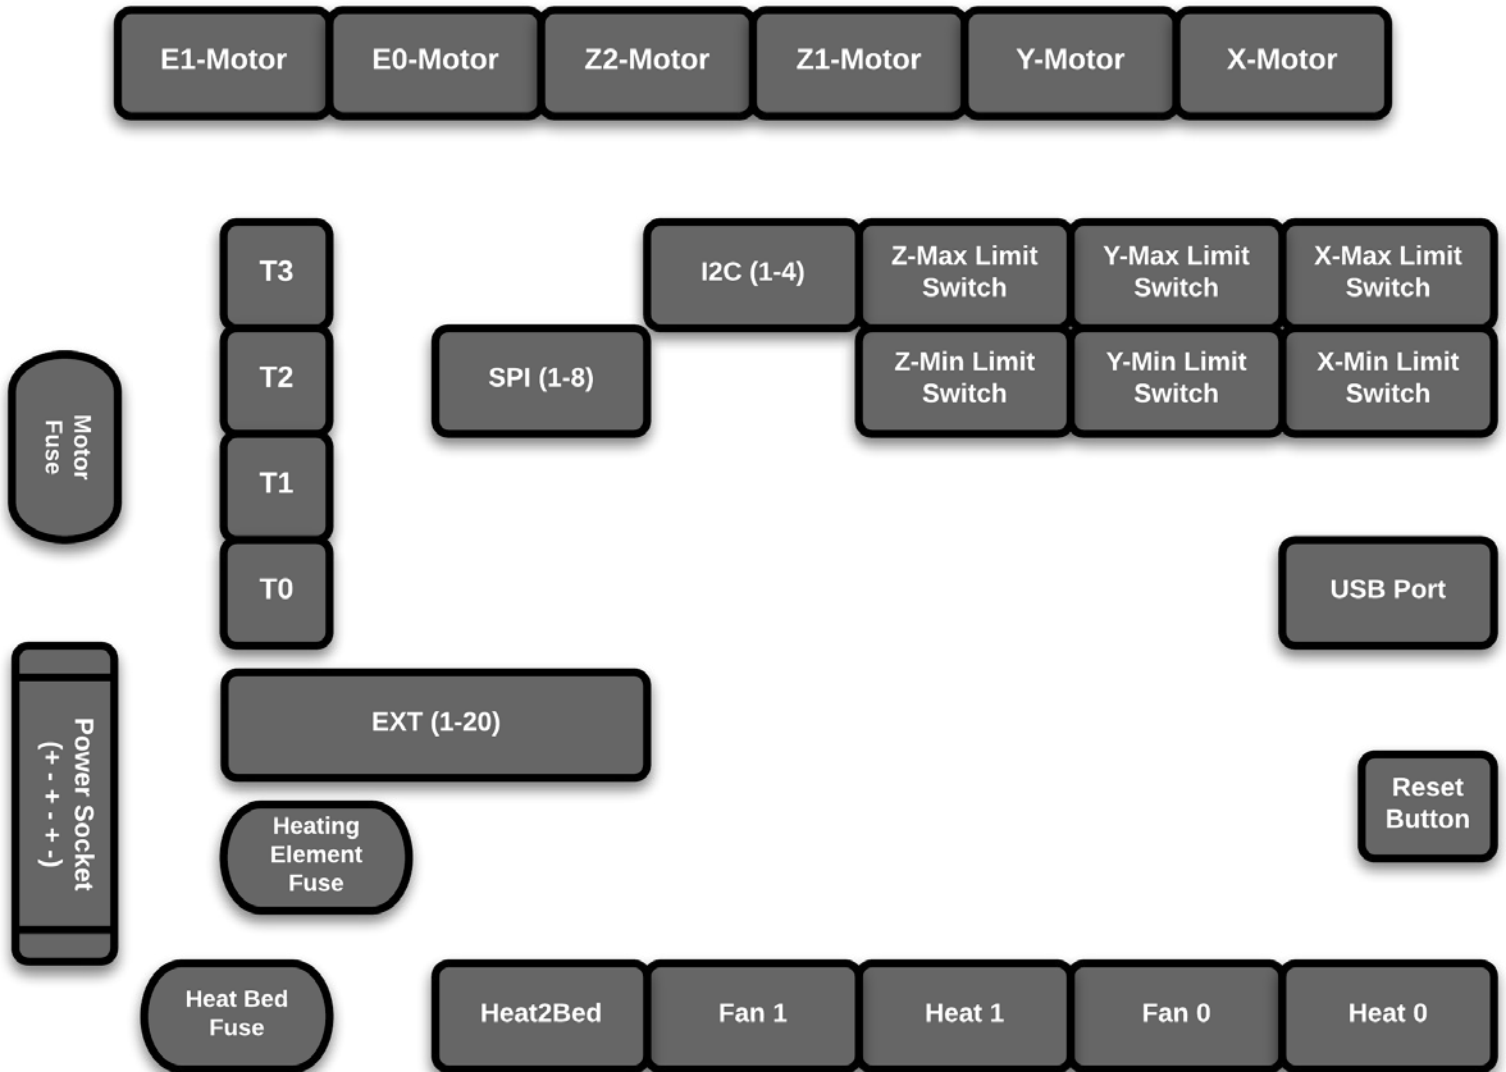 E1-Motor
E0-Motor
Z2-Motor
Z1-Motor
Y-Motor
X-Motor
T3
I2C (1-4)
Z-Max Limit
Switch
Y-Max Limit
Switch
X-Max Limit
Switch
T2
SPI (1-8)
Z-Min Limit
Switch
Y-Min Limit
Switch
X-Min Limit
Switch
Motor
Fuse
T1
T0
USB Port
EXT (1-20)
Power Socket
(+ - + - + -)
Reset
Button
Heating
Element
Fuse
Heat Bed
Fuse
Heat2Bed
Fan 1
Heat 1
Fan 0
Heat 0